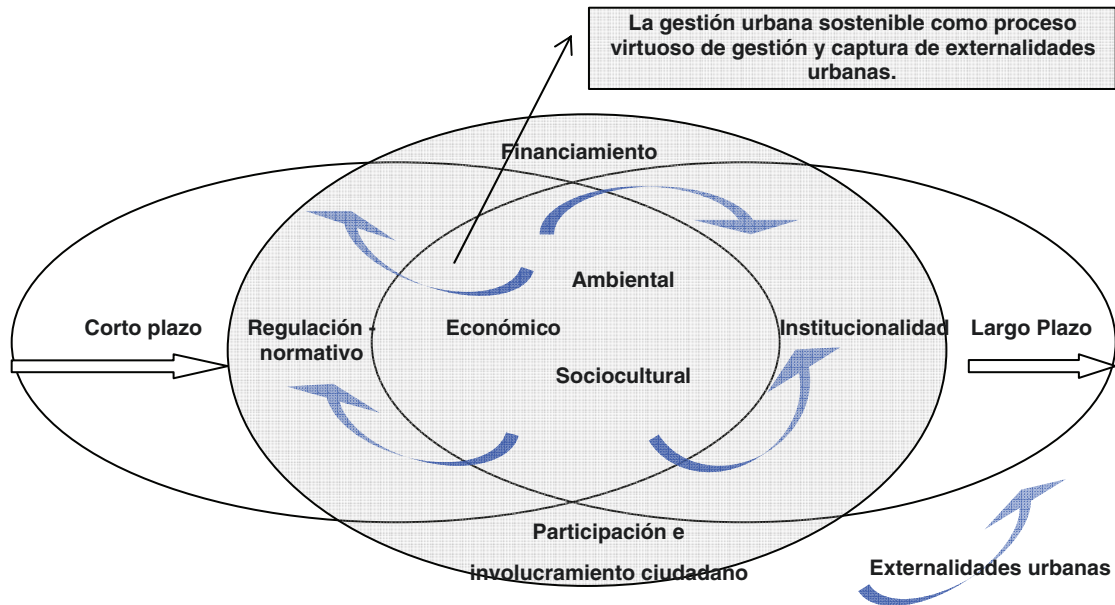 La gestión urbana sostenible como proceso
virtuoso de gestión y captura de externalidades
urbanas.
Financiamiento
Ambiental
Corto plazo
Regulación -
normativo
Económico
Institucionalidad
Largo Plazo
Sociocultural
Participación e
involucramiento ciudadano
Externalidades urbanas